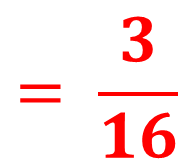 = 3/16